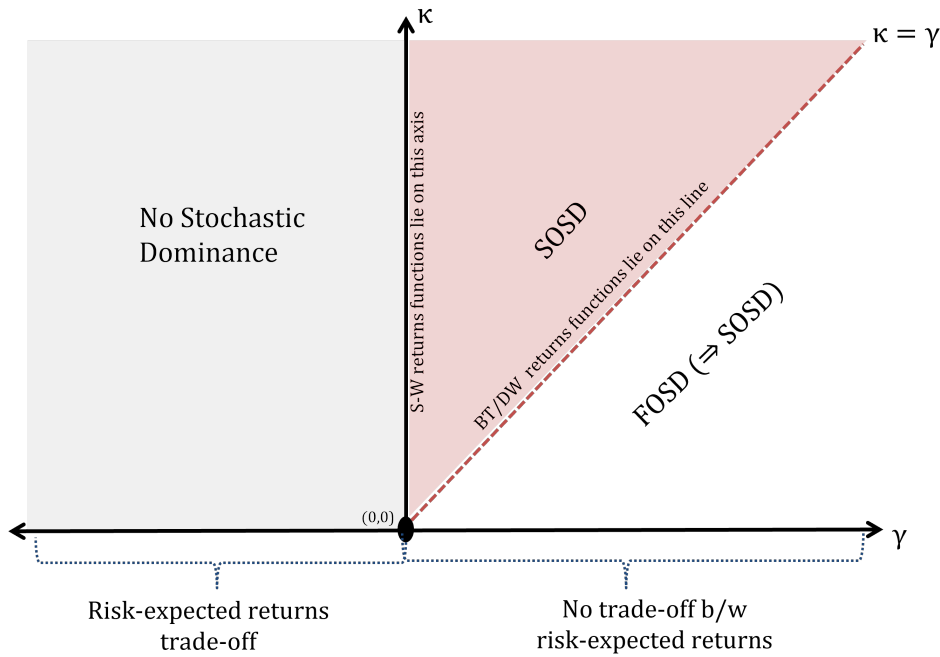 κ
κ = γ
No Stochastic
Dominance
S-W returns functions lie on this axis
SOSD
BT/DW returns functions lie on this line
FOSD (⇒ SOSD)
(0,0)
γ
Risk-expected returns
trade-off
No trade-off b/w
risk-expected returns